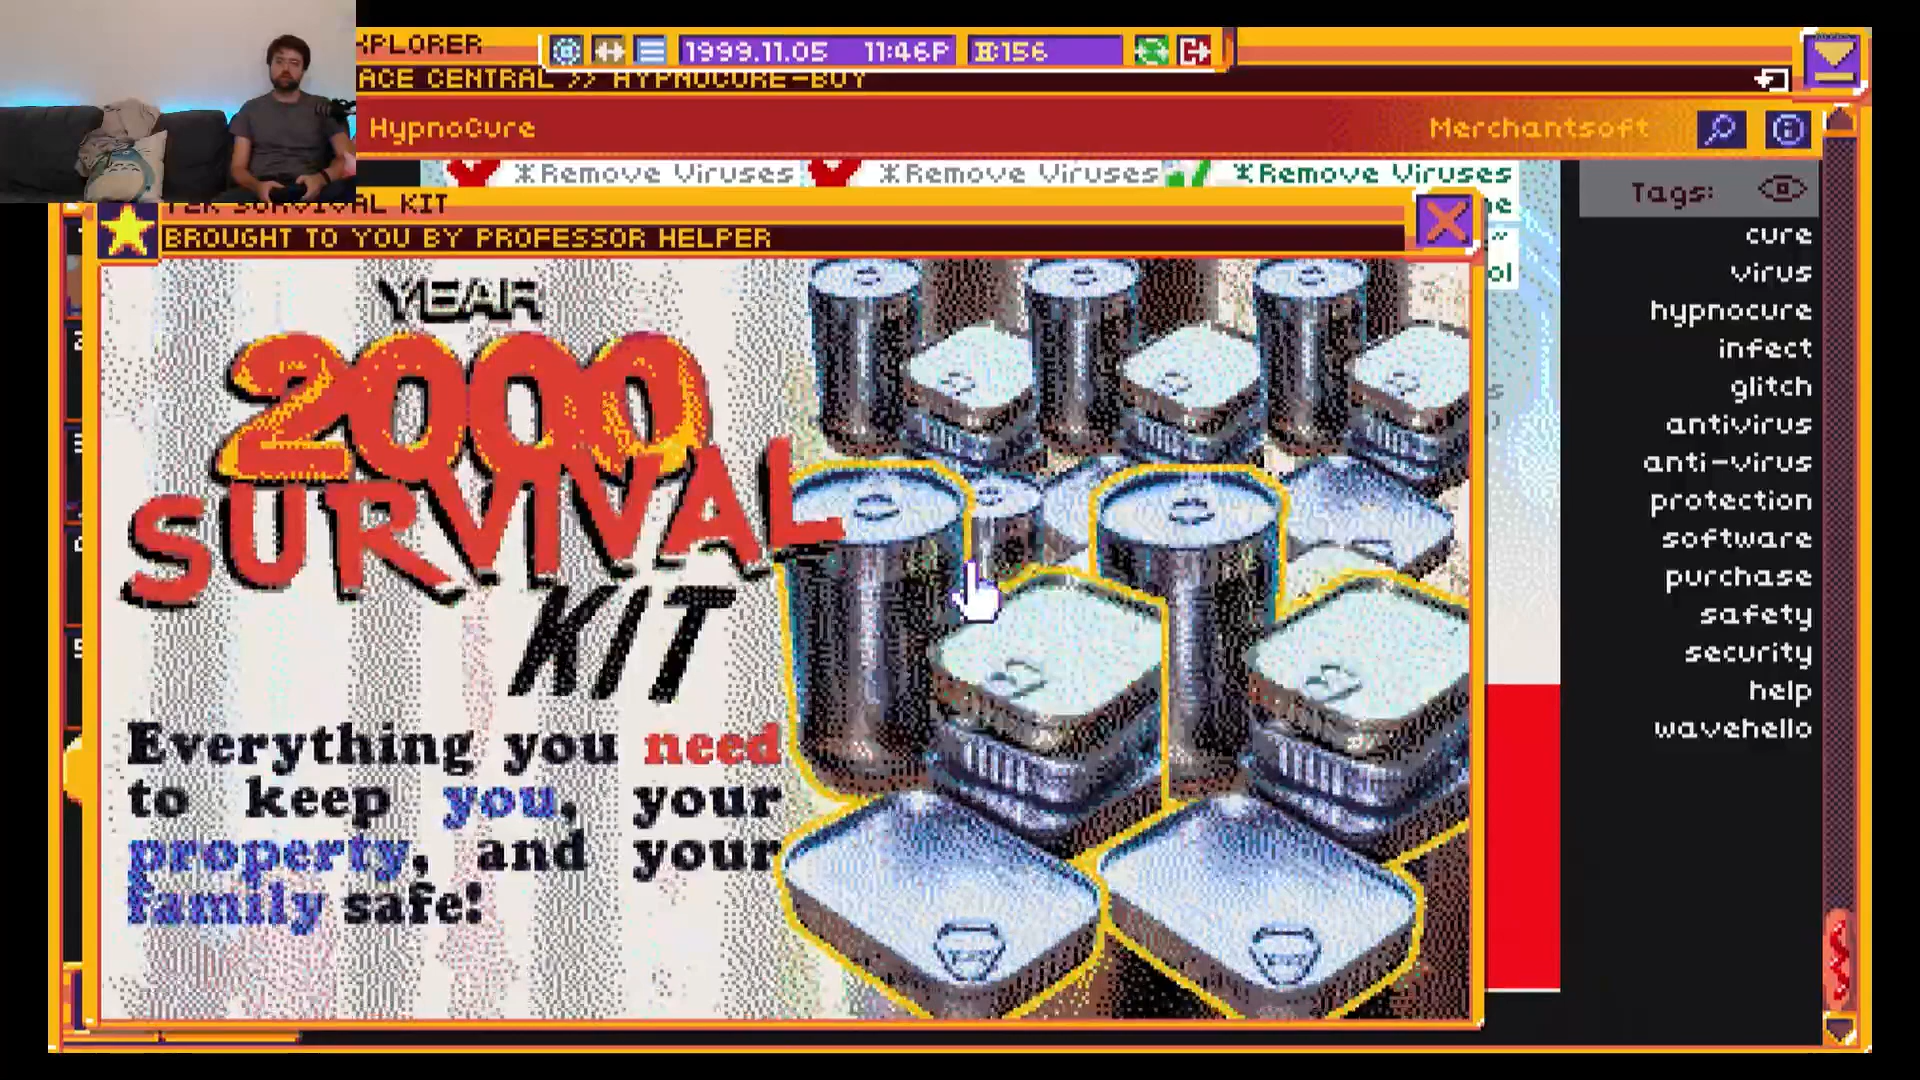 XPLORER
1999.11.05 11:46P
156
ACE CENTRAL >> HYPNOCURE-BUY
HypnoCure
Merchantsoft
*Remove Viruses
*Remove Viruses
*Remove Viruses
Tags:
cure
virus
hypnocure
infect
glitch
antivirus
anti-virus
protection
software
purchase
safety
security
help
wavehello
SURVIVAL KIT
BROUGHT TO YOU BY PROFESSOR HELPER
YEAR
2000
SURVIVAL
KIT
Everything you need
to keep you, your
property, and your
family safe!